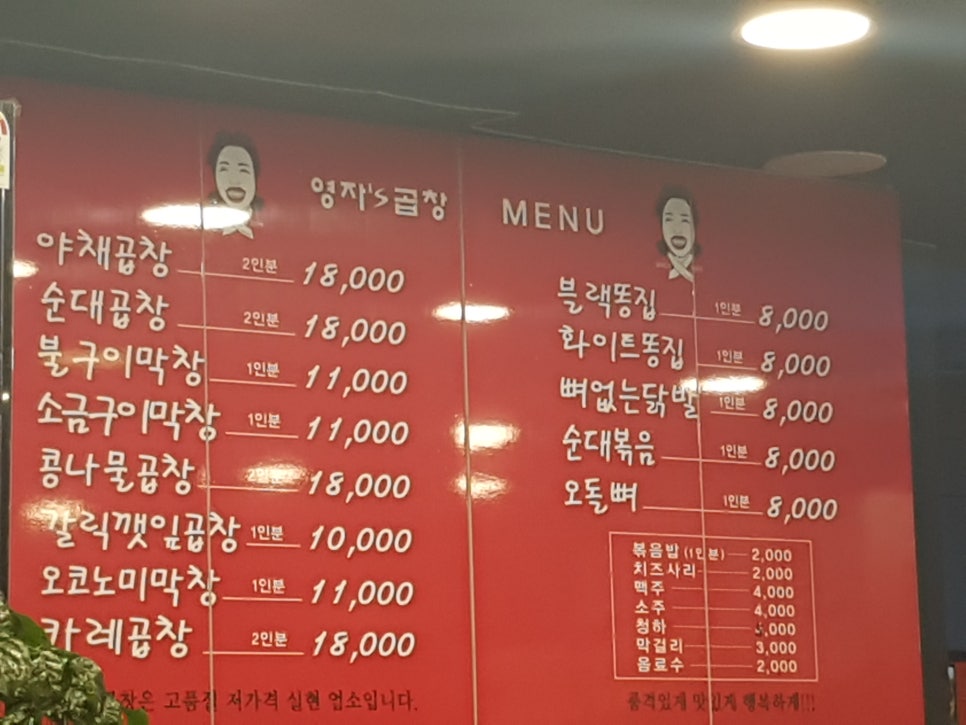 영자's곱창
MENU
야채곱창 2인분 18,000
순대곱창 2인분 18,000
불구이막창 1인분 11,000
소금구이막창 1인분 11,000
콩나물곱창 2인분 18,000
갈릭깻잎곱창 1인분 10,000
오코노미막창 1인분 11,000
카레곱창 2인분 18,000
고품질 저가격 실현 업소입니다.
블랙똥집 1인분 8,000
화이트똥집 1인분 8,000
뼈없는닭발 1인분 8,000
순대볶음 1인분 8,000
오돌뼈 1인분 8,000
볶음밥 (1인분) 2,000
치즈사리 2,000
맥주 4,000
소주 4,000
청하
막걸리 3,000
음료수 2,000
품격있게 맛있게 행복하게!!!